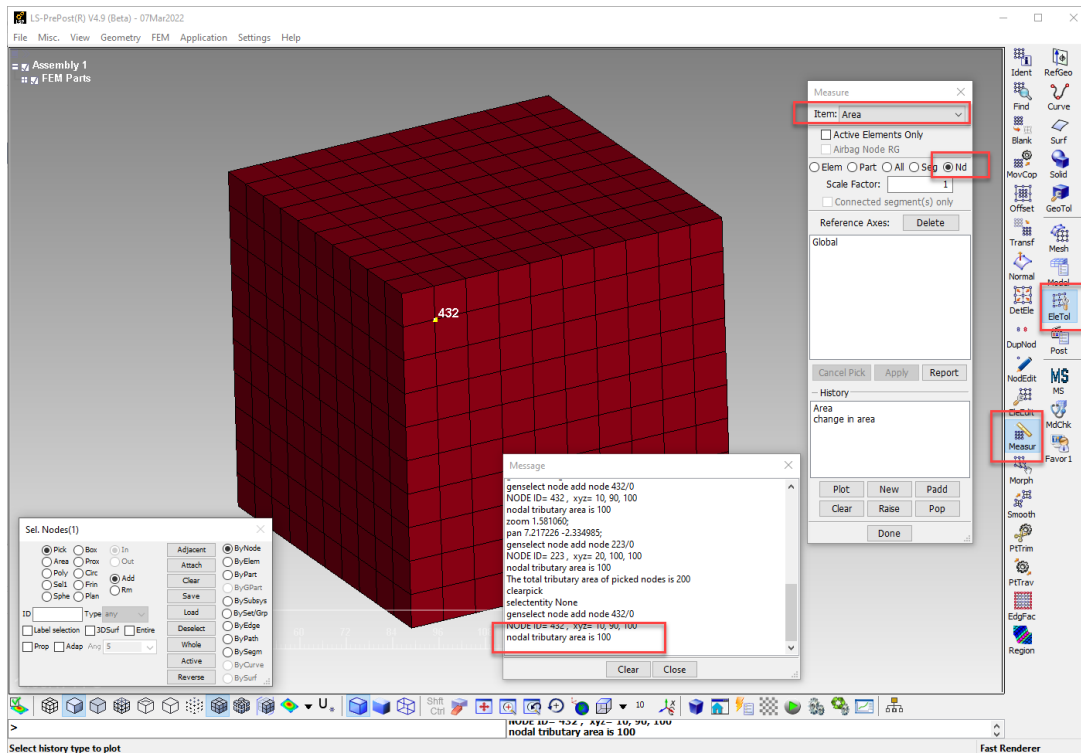 LS-PrePost(R) V4.9 (Beta) - 07Mar2022
File Misc. View Geometry FEM Application Settings Help
Assembly 1
FEM Parts
432
Measure
Item: Area
Active Elements Only
Airbag Node RG
Elem Part All Seg Nd
Scale Factor: 1
Connected segment(s) only
Reference Axes: Delete
Global
Cancel Pick Apply Report
History
Area
change in area
Plot New Padd
Clear Raise Pop
Done
Message
genselect node add node 432/0
NODE ID= 432 , xyz= 10, 90, 100
nodal tributary area is 100
zoom 1.581060;
pan 7.217226 -2.334985;
genselect node add node 223/0
NODE ID= 223 , xyz= 20, 100, 100
nodal tributary area is 100
The total tributary area of picked nodes is 200
clearpick
selectentity None
genselect node add node 432/0
NODE ID= 432 , xyz= 10, 90, 100
nodal tributary area is 100
Clear Close
Sel. Nodes(1)
Pick Box In Adjacent ByNode
Area Prox Out Attach ByElem
Poly Circ Add Clear ByPart
Sel1 Frin Rm Save ByGPart
Sphe Plan BySubsys
ID Type any Load BySet/Grp
Label selection 3DSurf Entire Deselect ByEdge
Prop Adap Ang 5 Whole ByPath
Active BySegm
Reverse ByCurve
BySurf
Ident RefGeo
Find Curve
Blank Surf
MovCop Solid
Offset GeoTol
Transf Mesh
Normal Model
DetEle EleTol
DupNod Post
NodEdit MS
EleEdit MdChk
Measur Favor1
Morph
Smooth
PtTrim
PtTrav
EdgFac
Region
Shft
Ctrl
10
>
NODE ID= 432 , xyz= 10, 90, 100
nodal tributary area is 100
Select history type to plot
Fast Renderer